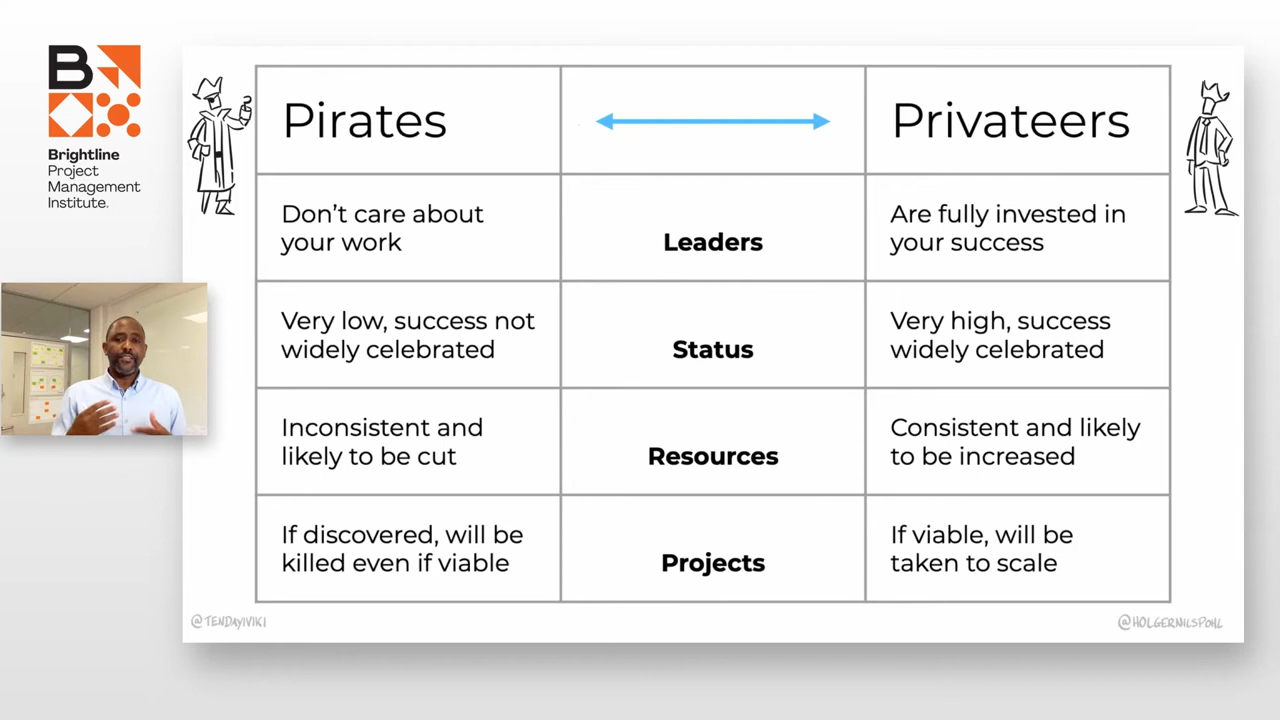 B
Brightline
Project
Management
Institute.
Pirates
Privateers
Don’t care about
your work
Leaders
Are fully invested in
your success
Very low, success not
widely celebrated
Status
Very high, success
widely celebrated
Inconsistent and
likely to be cut
Resources
Consistent and likely
to be increased
If discovered, will be
killed even if viable
Projects
If viable, will be
taken to scale
@TENDAYIVIKI
@HOLGERNILSPOHL